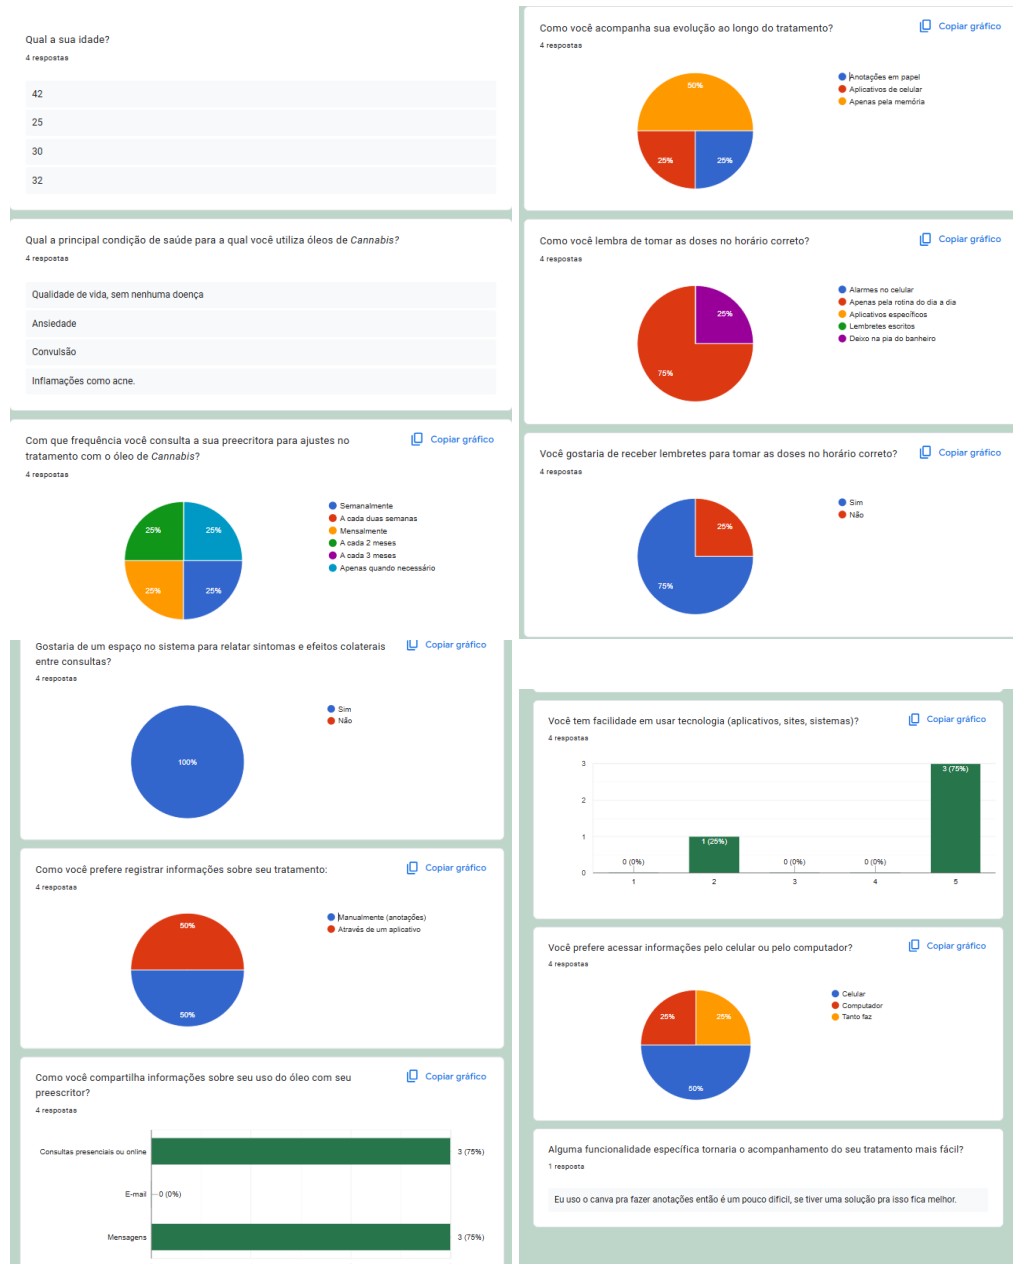 Qual a sua idade?
4 respostas
42
25
30
32
Qual a principal condição de saúde para a qual você utiliza óleos de Cannabis?
4 respostas
Qualidade de vida, sem nenhuma doença
Ansiedade
Convulsão
Inflamações como acne.
Com que frequência você consulta a sua preecritora para ajustes no
tratamento com o óleo de Cannabis?
Copiar gráfico
4 respostas
25%
25%
25%
25%
Semanalmente
A cada duas semanas
Mensalmente
A cada 2 meses
A cada 3 meses
Apenas quando necessário
Como você acompanha sua evolução ao longo do tratamento?
Copiar gráfico
4 respostas
50%
25%
25%
Anotações em papel
Aplicativos de celular
Apenas pela memória
Como você lembra de tomar as doses no horário correto?
Copiar gráfico
4 respostas
25%
75%
Alarmes no celular
Apenas pela rotina do dia a dia
Aplicativos específicos
Lembretes escritos
Deixo na pia do banheiro
Você gostaria de receber lembretes para tomar as doses no horário correto?
Copiar gráfico
4 respostas
25%
75%
Sim
Não
Gostaria de um espaço no sistema para relatar sintomas e efeitos colaterais
entre consultas?
Copiar gráfico
4 respostas
100%
Sim
Não
Como você prefere registrar informações sobre seu tratamento:
Copiar gráfico
4 respostas
50%
50%
Manualmente (anotações)
Através de um aplicativo
Como você compartilha informações sobre seu uso do óleo com seu
preescritor?
Copiar gráfico
4 respostas
Consultas presenciais ou online
3 (75%)
E-mail
0 (0%)
Mensagens
3 (75%)
Você tem facilidade em usar tecnologia (aplicativos, sites, sistemas)?
Copiar gráfico
4 respostas
3
2
1
0
0 (0%)
1 (25%)
0 (0%)
0 (0%)
3 (75%)
1
2
3
4
5
Você prefere acessar informações pelo celular ou pelo computador?
Copiar gráfico
4 respostas
25%
25%
50%
Celular
Computador
Tanto faz
Alguma funcionalidade específica tornaria o acompanhamento do seu tratamento mais fácil?
1 resposta
Eu uso o canva pra fazer anotações então é um pouco dificil, se tiver uma solução pra isso fica melhor.